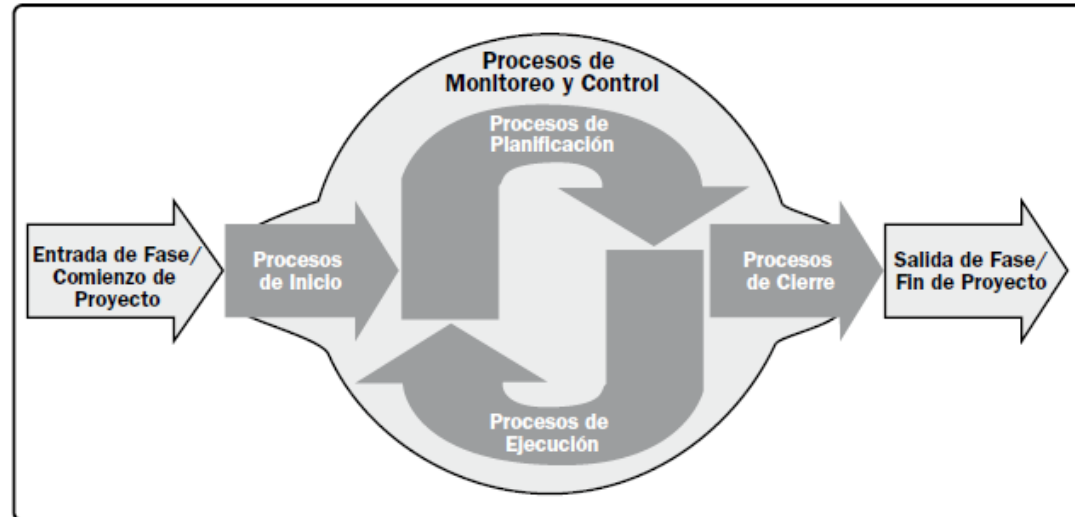 Procesos de
Monitoreo y Control
Procesos de
Planificación
Entrada de Fase/
Comienzo de
Proyecto
Procesos
de Inicio
Procesos
de Cierre
Salida de Fase/
Fin de Proyecto
Procesos de
Ejecución